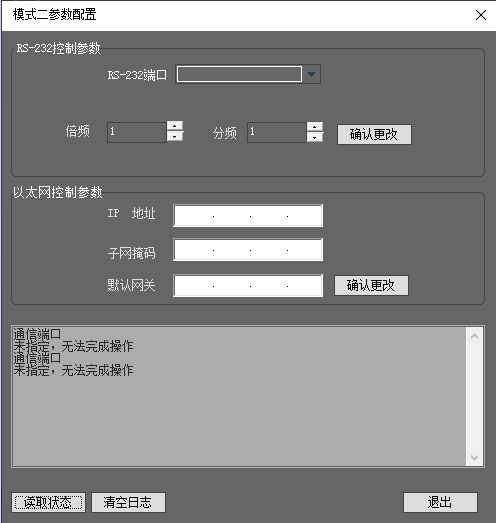 模式二参数配置
RS-232控制参数
RS-232端口
倍频 1 分频 1 确认更改
以太网控制参数
IP 地址 . . .
子网掩码 . . .
默认网关 . . . 确认更改
通信端口
未指定，无法完成操作
通信端口
未指定，无法完成操作
读取状态 清空日志 退出